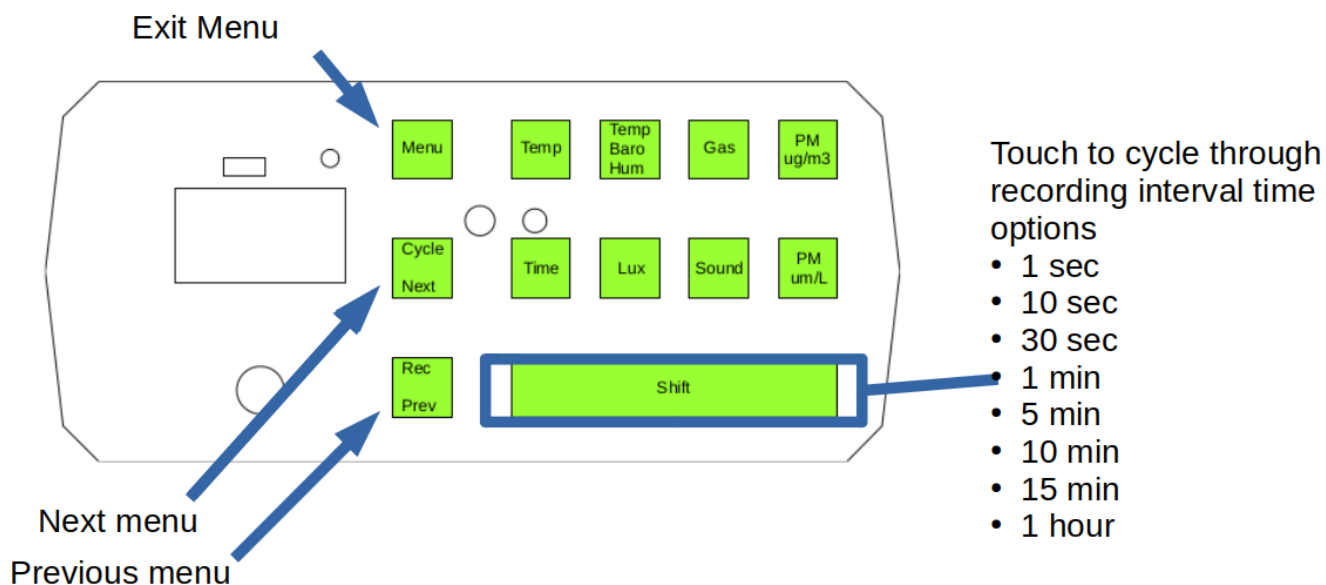 Exit Menu
Menu
Temp
Temp
Baro
Hum
Gas
PM
ug/m3
Cycle
Next
Time
Lux
Sound
PM
um/L
Rec
Prev
Shift
Next menu
Previous menu
Touch to cycle through
recording interval time
options
• 1 sec
• 10 sec
• 30 sec
• 1 min
• 5 min
• 10 min
• 15 min
• 1 hour